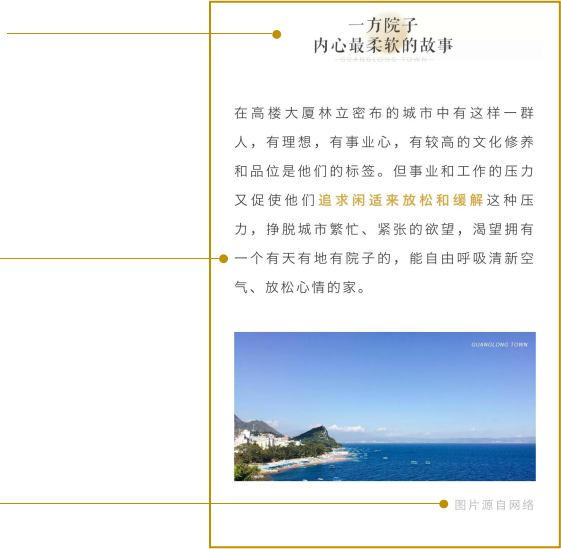 一方院子
内心最柔软的故事
GUANGLONG TOWN
在高楼大厦林立密布的城市中有这样一群
人，有理想，有事业心，有较高的文化修养
和品位是他们的标签。但事业和工作的压力
又促使他们追求闲适来放松和缓解这种压
力，挣脱城市繁忙、紧张的欲望，渴望拥有
一个有天有地有院子的，能自由呼吸清新空
气、放松心情的家。
GUANGLONG TOWN
图片源自网络